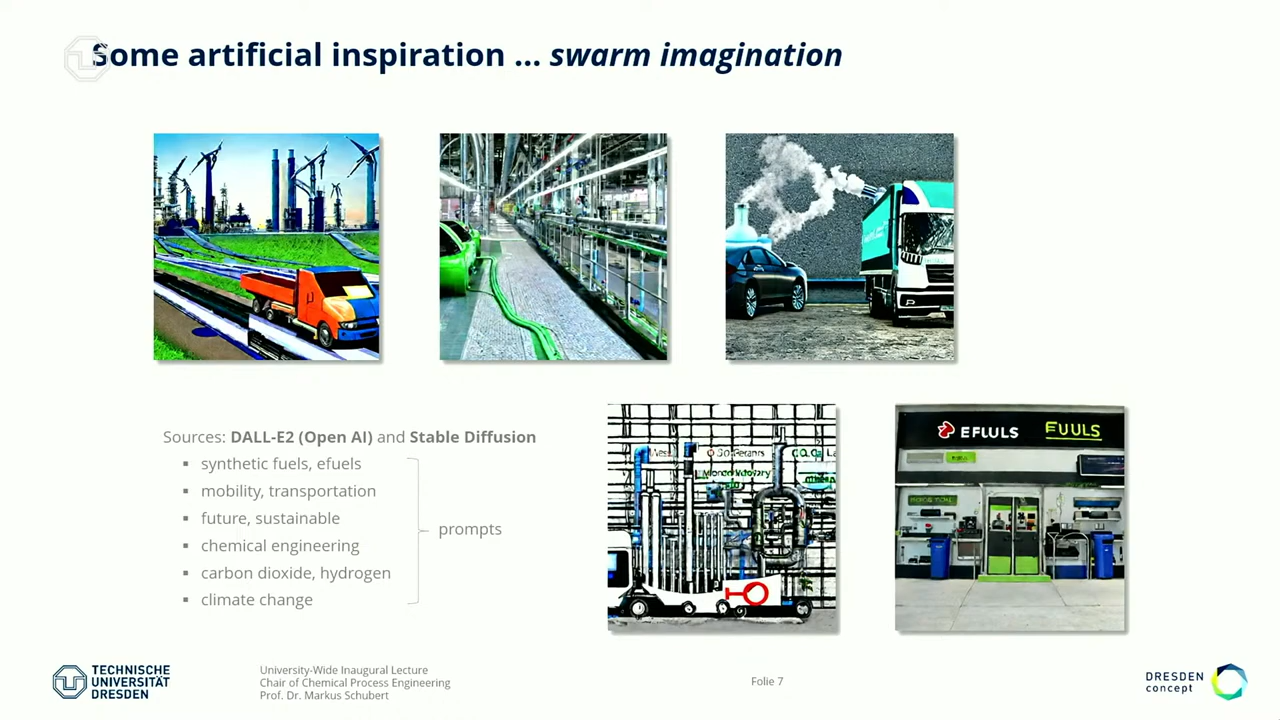 Some artificial inspiration ... swarm imagination
EFLULS
FUULS
Sources: DALL-E2 (Open AI) and Stable Diffusion
▪ synthetic fuels, efuels
▪ mobility, transportation
▪ future, sustainable
▪ chemical engineering
▪ carbon dioxide, hydrogen
▪ climate change
prompts
TECHNISCHE
UNIVERSITÄT
DRESDEN
University-Wide Inaugural Lecture
Chair of Chemical Process Engineering
Prof. Dr. Markus Schubert
Folie 7
DRESDEN
concept